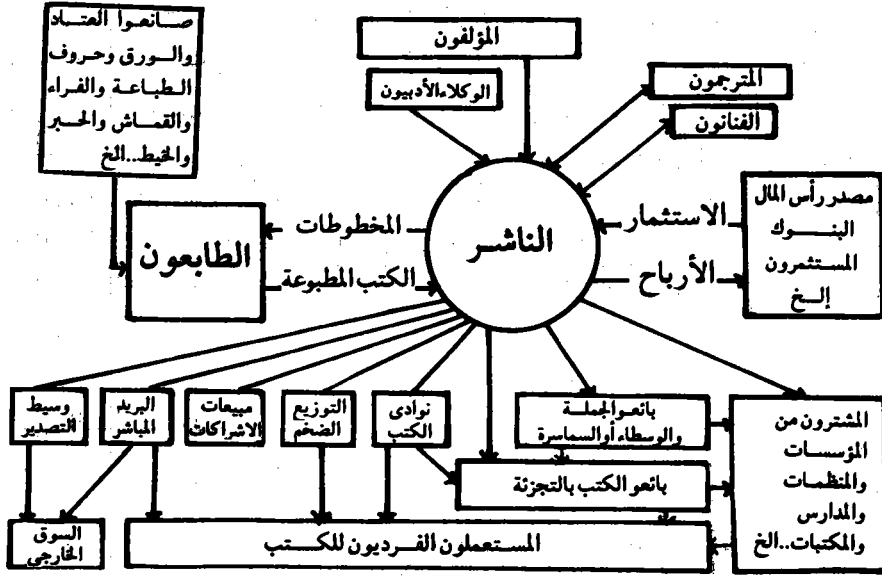 صانعوا العتاد
والورق وحروف
الطباعة والغراء
والقماش والحبر
والخيط..الخ
المؤلفون
الوكلاء الأدبيون
المترجمون
الفنانون
مصدر رأس المال
البنوك
المستثمرون
إلخ
الاستثمار
الأرباح
الناشر
المخطوطات
الكتب المطبوعة
الطابعون
المشترون من
المؤسسات
والمنظمات
والمدارس
والمكتبات..الخ
بائعو الجملة
والوسطاء أو السماسرة
بائعو الكتب بالتجزئة
نوادى
الكتب
التوزيع
الضخم
مبيعات
الاشراكات
البريد
المباشر
وسيط
التصدير
المستعملون الفرديون للكتب
السوق
الخارجي